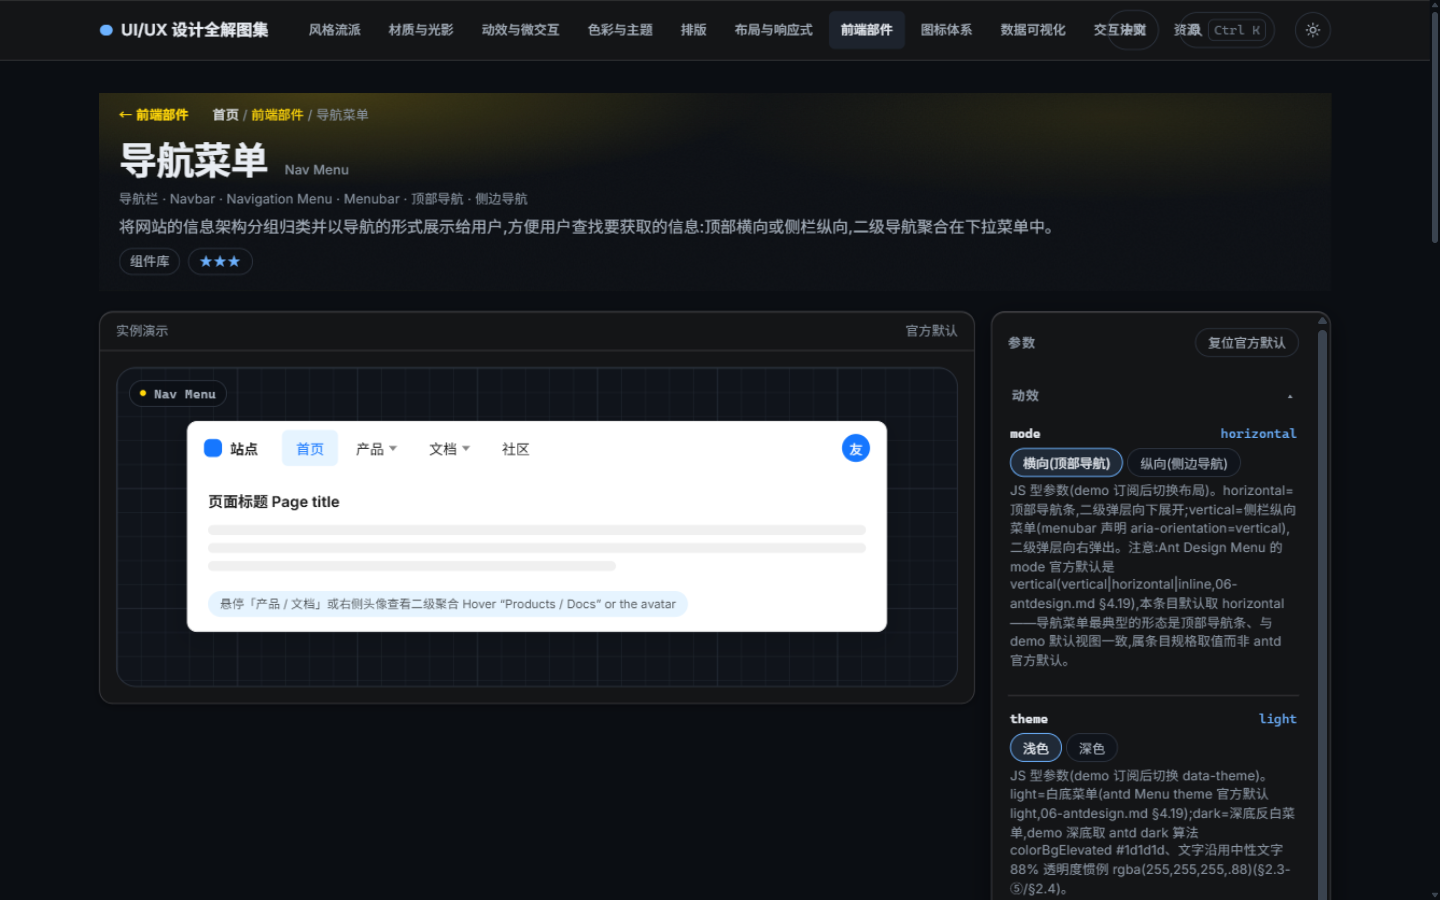 UI/UX 设计全解图集 风格流派 材质与光影 动效与微交互 色彩与主题 排版 布局与响应式 前端部件 图标体系 数据可视化 交互 资源 Ctrl K
← 前端部件 首页 / 前端部件 / 导航菜单
导航菜单 Nav Menu
导航栏 · Navbar · Navigation Menu · Menubar · 顶部导航 · 侧边导航
将网站的信息架构分组归类并以导航的形式展示给用户,方便用户查找要获取的信息:顶部横向或侧栏纵向,二级导航聚合在下拉菜单中。
组件库 ★★★
实例演示 官方默认
Nav Menu
站点 首页 产品 文档 社区 友
页面标题 Page title
悬停「产品 / 文档」或右侧头像查看二级聚合 Hover “Products / Docs” or the avatar
参数 复位官方默认
动效
mode horizontal
横向(顶部导航) 纵向(侧边导航)
JS 型参数(demo 订阅后切换布局)。horizontal=
顶部导航条,二级弹层向下展开;vertical=侧栏纵向
菜单(menubar 声明 aria-orientation=vertical),
二级弹层向右弹出。注意:Ant Design Menu 的
mode 官方默认是
vertical(vertical|horizontal|inline,06-
antdesign.md §4.19),本条目默认取 horizontal
——导航菜单最典型的形态是顶部导航条、与
demo 默认视图一致,属条目规格取值而非 antd
官方默认。
theme light
浅色 深色
JS 型参数(demo 订阅后切换 data-theme)。
light=白底菜单(antd Menu theme 官方默认
light,06-antdesign.md §4.19);dark=深底反白菜
单,demo 深底取 antd dark 算法
colorBgElevated #1d1d1d、文字沿用中性文字
88% 透明度惯例 rgba(255,255,255,.88)(§2.3-
⑤/§2.4)。